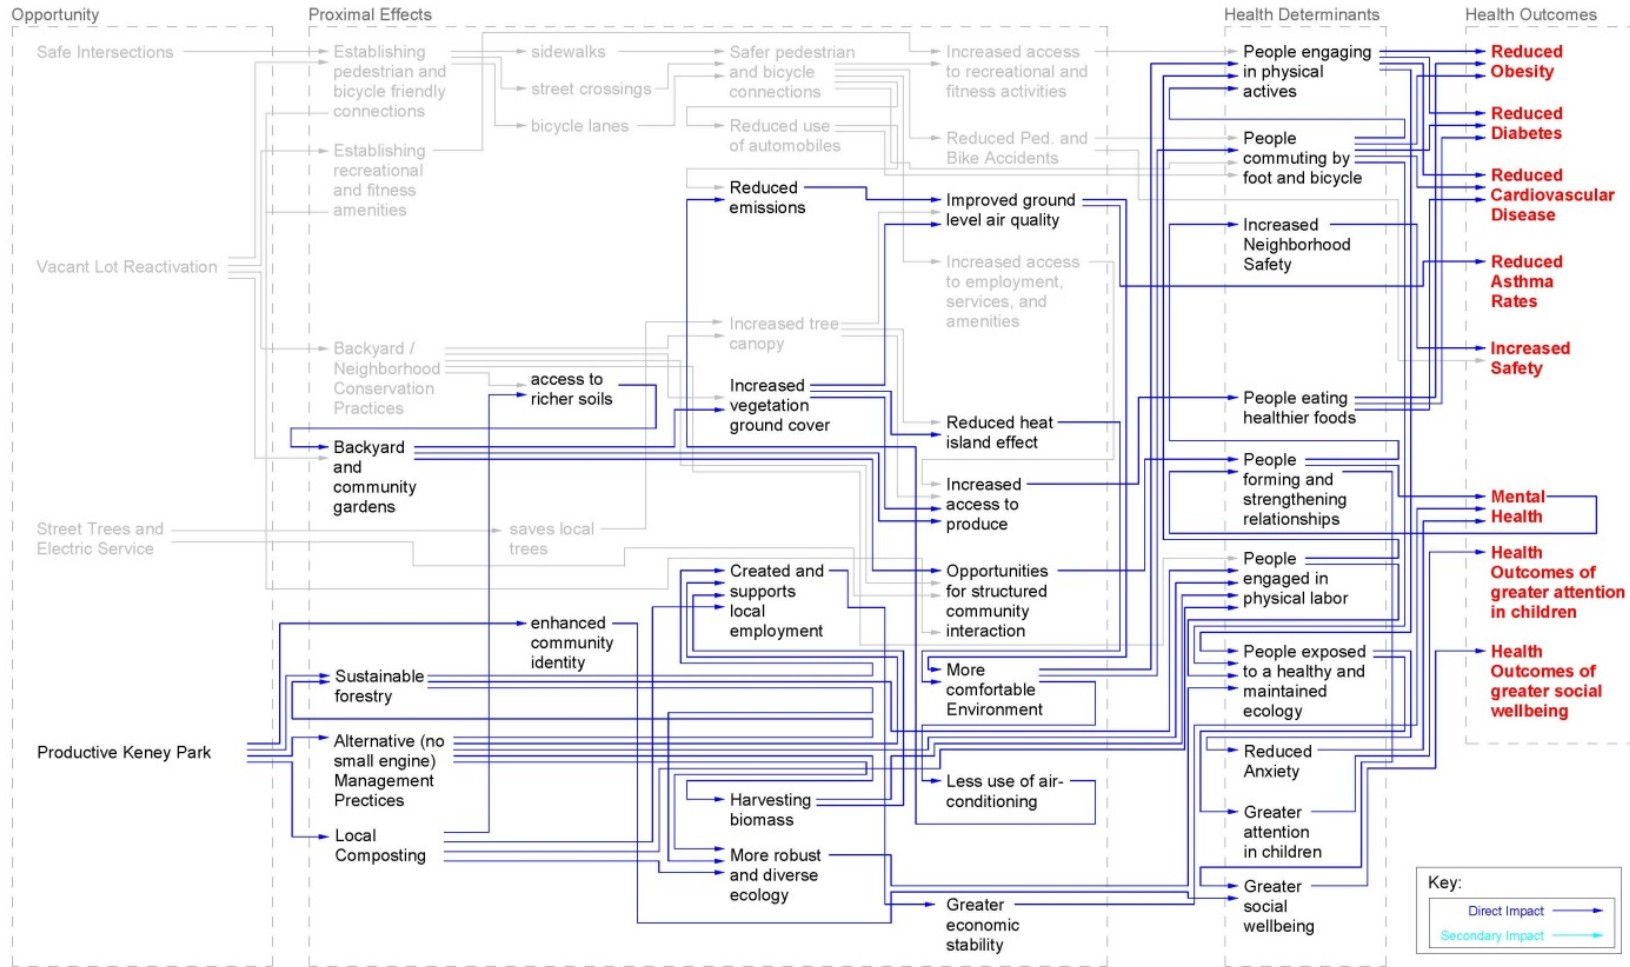 Opportunity
Proximal Effects
Health Determinants
Health Outcomes
Safe Intersections
Vacant Lot Reactivation
Street Trees and
Electric Service
Productive Keney Park
Establishing
pedestrian and
bicycle friendly
connections
Establishing
recreational
and fitness
amenities
Backyard /
Neighborhood
Conservation
Practices
Backyard
and
community
gardens
Sustainable
forestry
Alternative (no
small engine)
Management
Prectices
Local
Composting
sidewalks
street crossings
bicycle lanes
access to
richer soils
saves local
trees
enhanced
community
identity
Safer pedestrian
and bicycle
connections
Reduced use
of automobiles
Reduced
emissions
Increased tree
canopy
Increased
vegetation
ground cover
Created and
supports
local
employment
Harvesting
biomass
More robust
and diverse
ecology
Increased access
to recreational and
fitness activities
Reduced Ped. and
Bike Accidents
Improved ground
level air quality
Increased access
to employment,
services, and
amenities
Reduced heat
island effect
Increased
access to
produce
Opportunities
for structured
community
interaction
More
comfortable
Environment
Less use of air-
conditioning
Greater
economic
stability
People engaging
in physical
actives
People
commuting by
foot and bicycle
Increased
Neighborhood
Safety
People eating
healthier foods
People
forming and
strengthening
relationships
People
engaged in
physical labor
People exposed
to a healthy and
maintained
ecology
Reduced
Anxiety
Greater
attention
in children
Greater
social
wellbeing
Reduced
Obesity
Reduced
Diabetes
Reduced
Cardiovascular
Disease
Reduced
Asthma
Rates
Increased
Safety
Mental
Health
Health
Outcomes of
greater attention
in children
Health
Outcomes of
greater social
wellbeing
Key:
Direct Impact
Secondary Impact